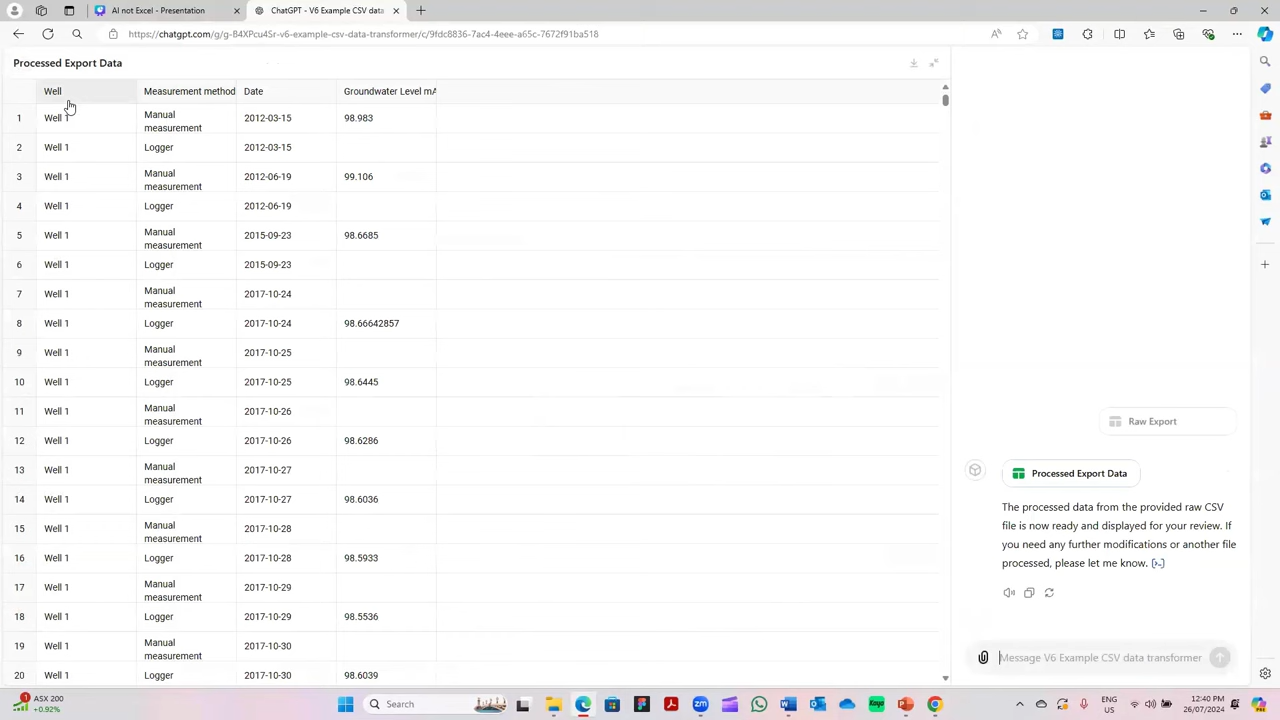 AI not Excel - Presentation
ChatGPT - V6 Example CSV data
https://chatgpt.com/g/g-B4XPcu4Sr-v6-example-csv-data-transformer/c/9fdc8836-7ac4-4eee-a65c-7672f91ba518
Processed Export Data
Well Measurement method Date Groundwater Level mA
1 Well 1 Manual measurement 2012-03-15 98.983
2 Well 1 Logger 2012-03-15
3 Well 1 Manual measurement 2012-06-19 99.106
4 Well 1 Logger 2012-06-19
5 Well 1 Manual measurement 2015-09-23 98.6685
6 Well 1 Logger 2015-09-23
7 Well 1 Manual measurement 2017-10-24
8 Well 1 Logger 2017-10-24 98.66642857
9 Well 1 Manual measurement 2017-10-25
10 Well 1 Logger 2017-10-25 98.6445
11 Well 1 Manual measurement 2017-10-26
12 Well 1 Logger 2017-10-26 98.6286
13 Well 1 Manual measurement 2017-10-27
14 Well 1 Logger 2017-10-27 98.6036
15 Well 1 Manual measurement 2017-10-28
16 Well 1 Logger 2017-10-28 98.5933
17 Well 1 Manual measurement 2017-10-29
18 Well 1 Logger 2017-10-29 98.5536
19 Well 1 Manual measurement 2017-10-30
20 Well 1 Logger 2017-10-30 98.6039
Raw Export
Processed Export Data
The processed data from the provided raw CSV
file is now ready and displayed for your review. If
you need any further modifications or another file
processed, please let me know.
Message V6 Example CSV data transformer
1
ASX 200
+0.92%
Search
zm
Kayo
ENG
US
12:40 PM
26/07/2024